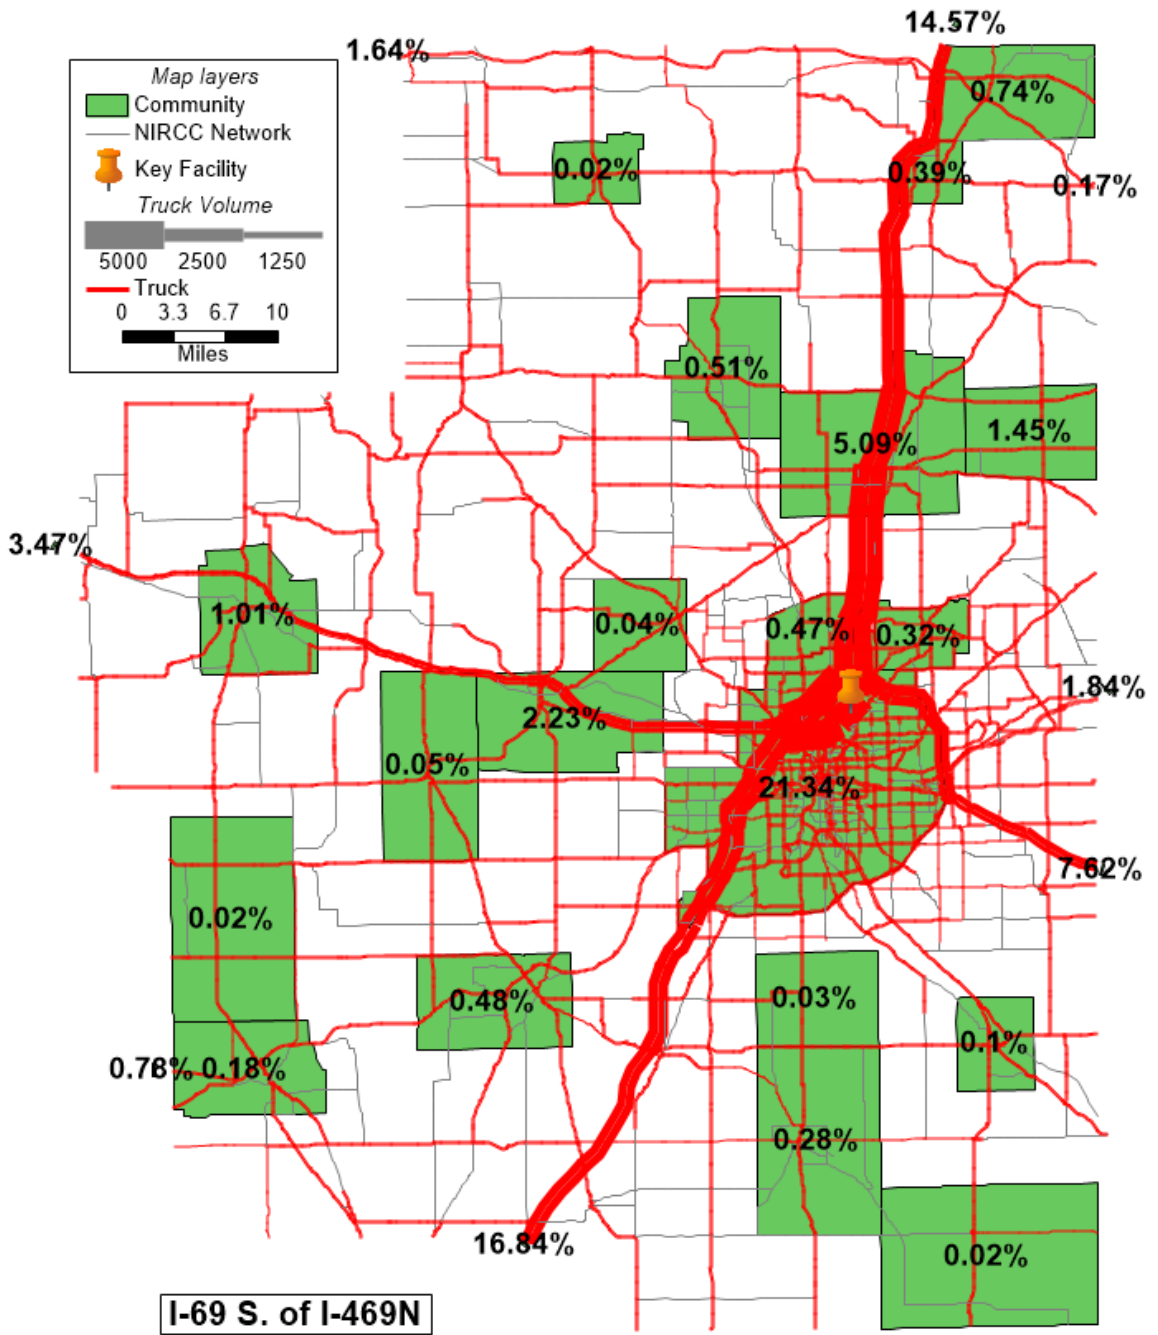 14.57%
1.64%
Map layers
Community
NIRCC Network
Key Facility
Truck Volume
5000 2500 1250
Truck
0 3.3 6.7 10
Miles
0.74%
0.02%
0.39%
0.17%
0.51%
5.09%
1.45%
3.47%
1.01%
0.04%
0.47%
0.32%
1.84%
2.23%
0.05%
21.34%
7.62%
0.02%
0.48%
0.03%
0.1%
0.78%
0.18%
0.28%
16.84%
0.02%
I-69 S. of I-469N